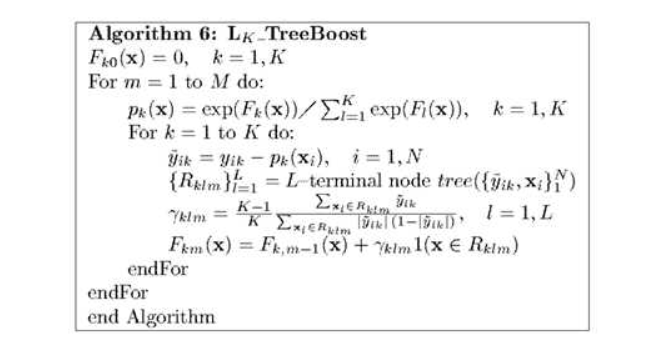 Algorithm 6: L_K_TreeBoost
F_{k0}(x) = 0, k = 1, K
For m = 1 to M do:
p_k(x) = exp(F_k(x)) / ∑_{l=1}^{K} exp(F_l(x)), k = 1, K
For k = 1 to K do:
ỹ_{ik} = y_{ik} − p_k(x_i), i = 1, N
{R_{klm}}_{l=1}^{L} = L–terminal node tree({ỹ_{ik}, x_i}_1^N)
γ_{klm} = \frac{K−1}{K} \frac{∑_{x_i∈R_{klm}} ỹ_{ik}}{∑_{x_i∈R_{klm}} |ỹ_{ik}|(1−|ỹ_{ik}|)}, l = 1, L
F_{km}(x) = F_{k,m−1}(x) + γ_{klm}1(x ∈ R_{klm})
endFor
endFor
end Algorithm